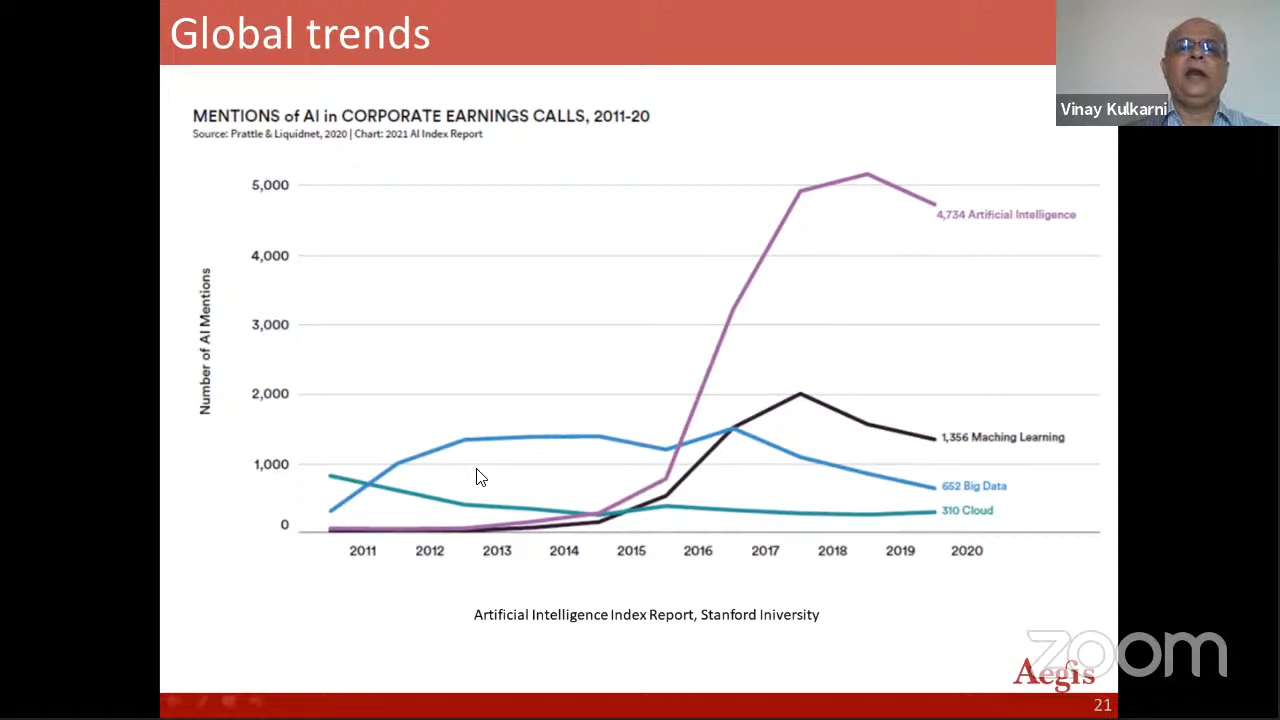 Global trends
Vinay Kulkarni
MENTIONS of AI in CORPORATE EARNINGS CALLS, 2011-20
Source: Prattle & Liquidnet, 2020 | Chart: 2021 AI Index Report
Number of AI Mentions
5,000
4,000
3,000
2,000
1,000
0
4,734 Artificial Intelligence
1,356 Maching Learning
652 Big Data
310 Cloud
2011 2012 2013 2014 2015 2016 2017 2018 2019 2020
Artificial Intelligence Index Report, Stanford Iniversity
zoom
Aegis
21